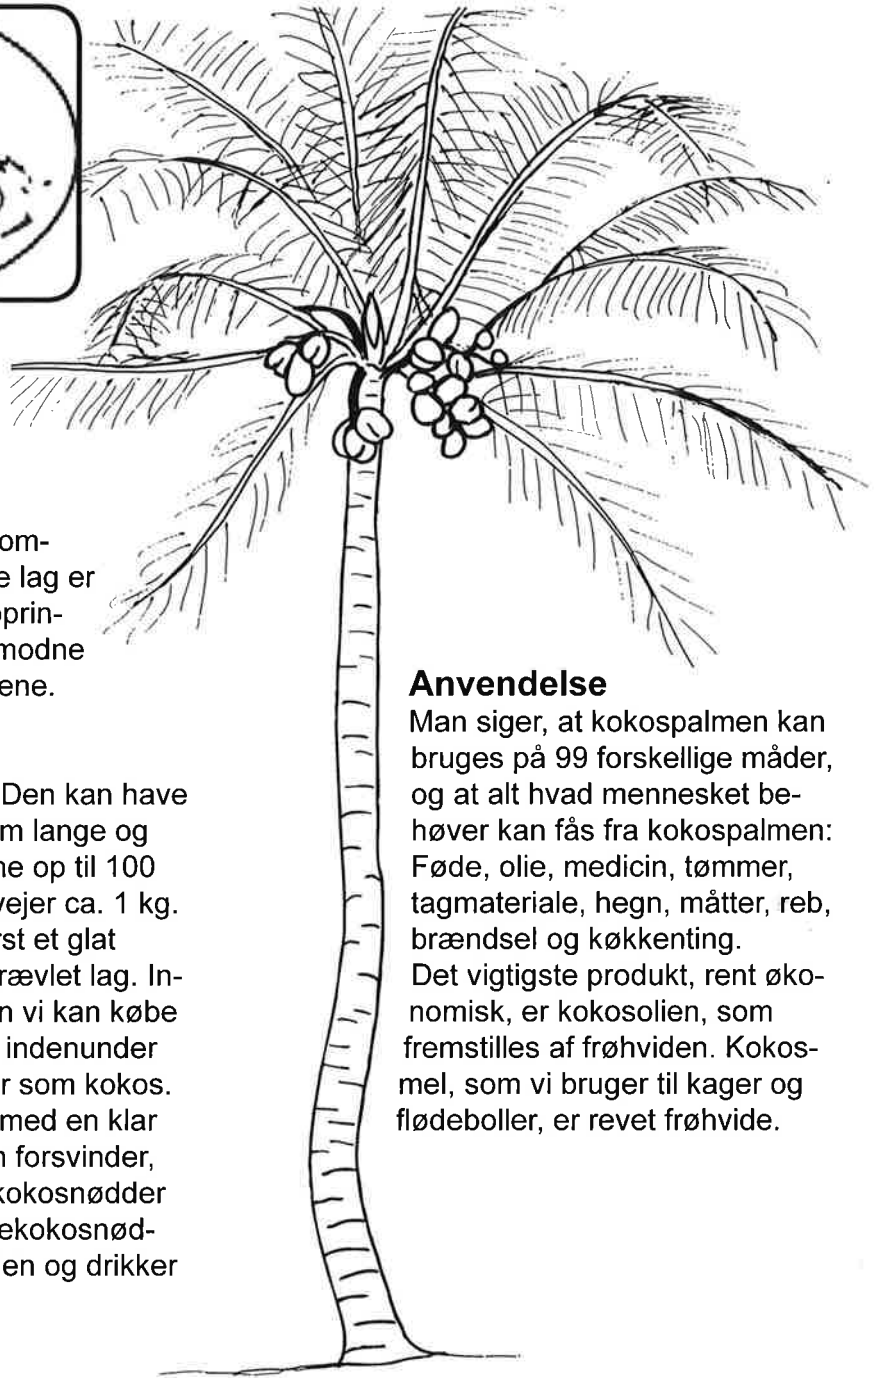 om-
e lag er
oprin-
modne
ene.
Den kan have
m lange og
ne op til 100
vejer ca. 1 kg.
rst et glat
rævlet lag. In-
n vi kan købe
indenunder
r som kokos.
med en klar
n forsvinder,
kokosnødder
ekokosnød-
en og drikker
Anvendelse
Man siger, at kokospalmen kan
bruges på 99 forskellige måder,
og at alt hvad mennesket be-
høver kan fås fra kokospalmen:
Føde, olie, medicin, tømmer,
tagmateriale, hegn, måtter, reb,
brændsel og køkkenting.
Det vigtigste produkt, rent øko-
nomisk, er kokosolien, som
fremstilles af frøhviden. Kokos-
mel, som vi bruger til kager og
flødeboller, er revet frøhvide.